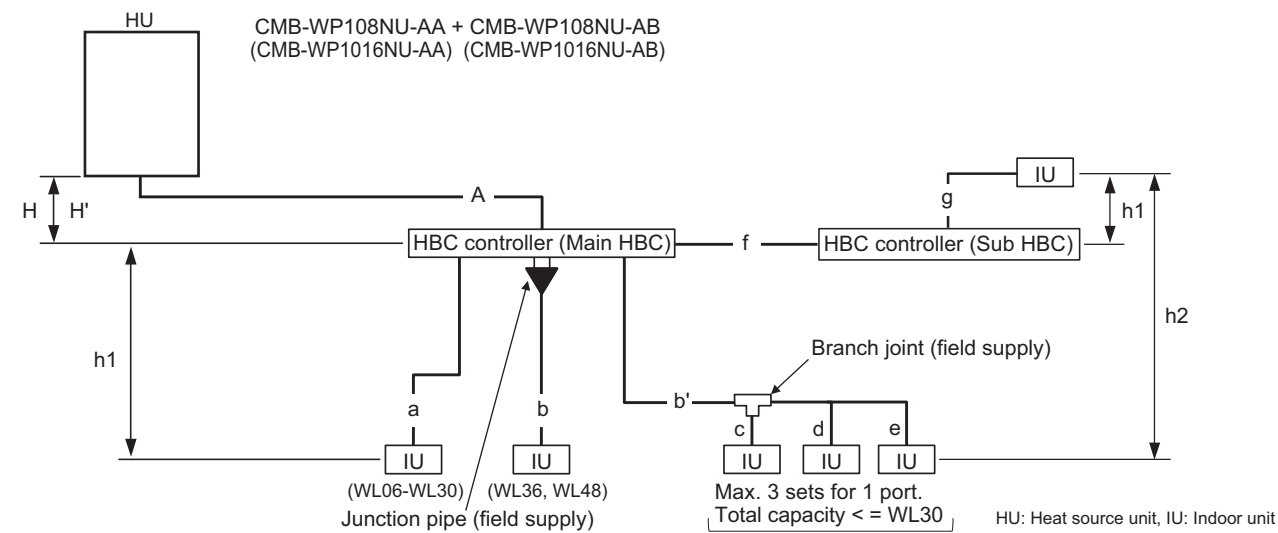 HU
CMB-WP108NU-AA + CMB-WP108NU-AB
(CMB-WP1016NU-AA) (CMB-WP1016NU-AB)
H H'
A
IU
g
h1
HBC controller (Main HBC)
f
HBC controller (Sub HBC)
h1
h2
Branch joint (field supply)
a
b
b'
c
d
e
IU
IU
IU
IU
IU
(WL06-WL30) (WL36, WL48)
Max. 3 sets for 1 port.
Junction pipe (field supply)
Total capacity < = WL30
HU: Heat source unit, IU: Indoor unit